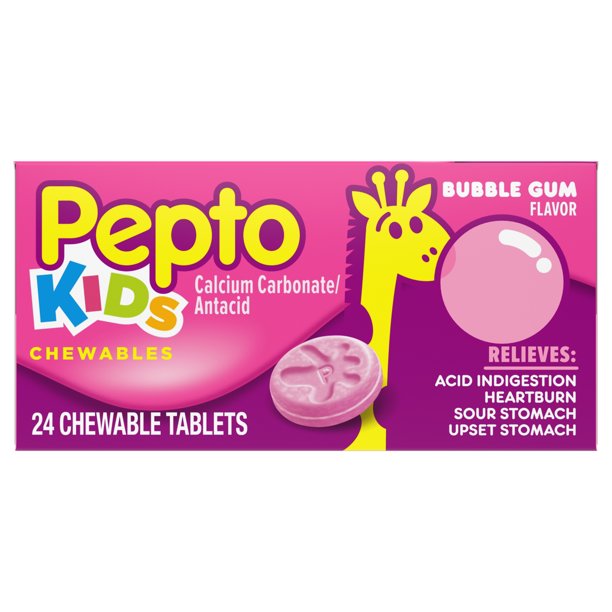 Pepto
KiDs
CHEWABLES
Calcium Carbonate/
Antacid
24 CHEWABLE TABLETS
BUBBLE GUM
FLAVOR
RELIEVES:
ACID INDIGESTION
HEARTBURN
SOUR STOMACH
UPSET STOMACH
P